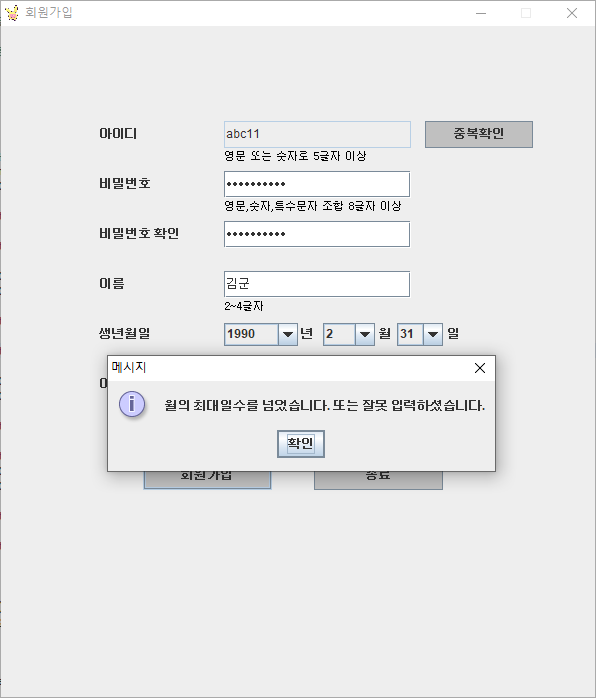 회원가입
아이디 abc11 중복확인
영문 또는 숫자로 5글자 이상
비밀번호 ••••••••••
영문,숫자,특수문자 조합 8글자 이상
비밀번호 확인 ••••••••••
이름 김군
2~4글자
생년월일 1990 년 2 월 31 일
메시지
월의 최대일수를 넘었습니다. 또는 잘못 입력하셨습니다.
확인
회원가입 종료